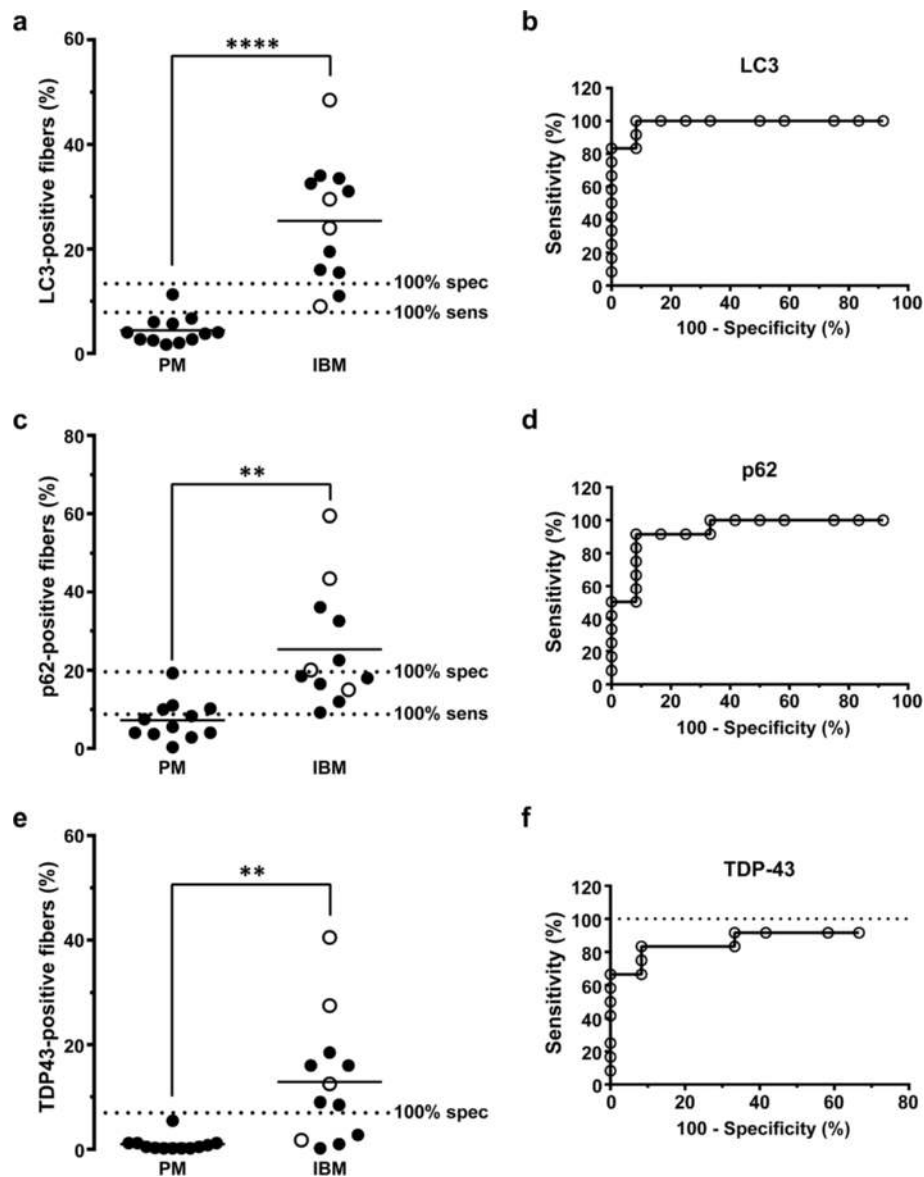 a
LC3-positive fibers (%)
60
40
20
0
****
100% spec
100% sens
PM IBM
b
LC3
Sensitivity (%)
120
100
80
60
40
20
0
0 20 40 60 80 100
100 - Specificity (%)
c
p62-positive fibers (%)
80
60
40
20
0
**
100% spec
100% sens
PM IBM
d
p62
Sensitivity (%)
120
100
80
60
40
20
0
0 20 40 60 80 100
100 - Specificity (%)
e
TDP43-positive fibers (%)
60
40
20
0
**
100% spec
PM IBM
f
TDP-43
Sensitivity (%)
120
100
80
60
40
20
0
0 20 40 60 80
100 - Specificity (%)